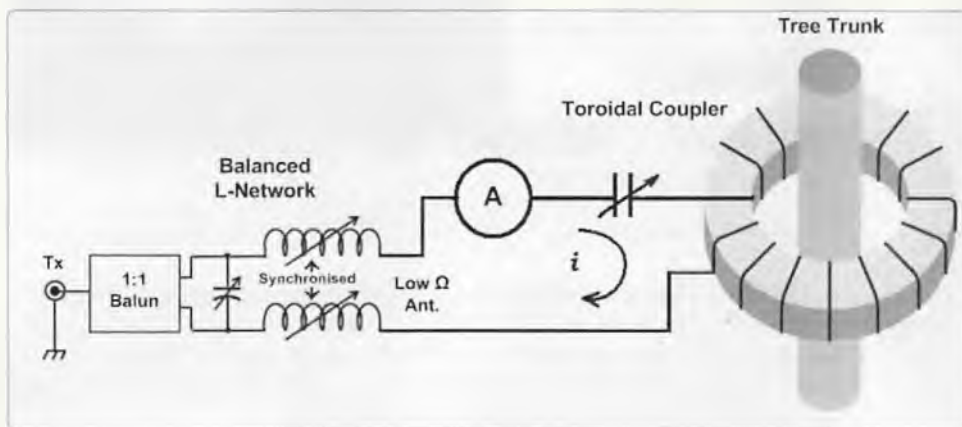 Tree Trunk
Toroidal Coupler
Balanced
L-Network
A
Tx
1:1
Balun
Synchronised
Low Ω
Ant.
i